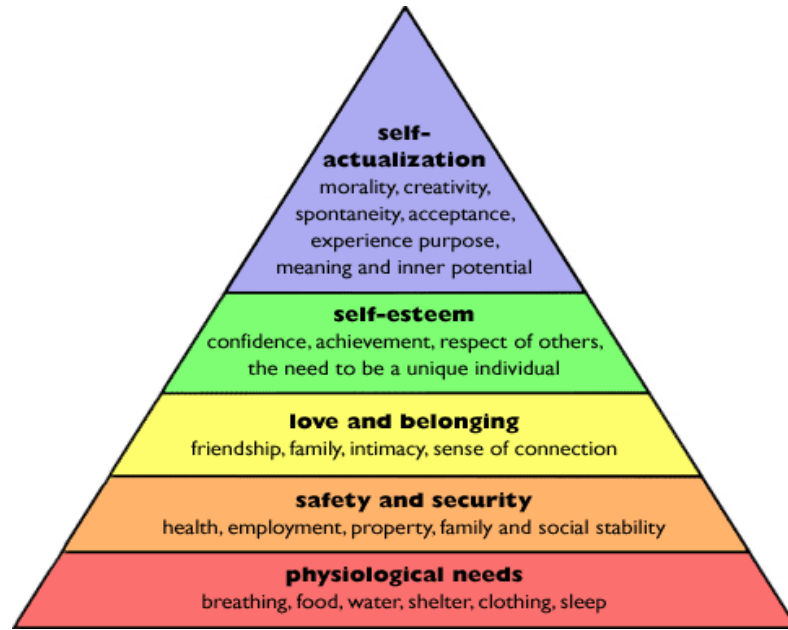 self-
actualization
morality, creativity,
spontaneity, acceptance,
experience purpose,
meaning and inner potential
self-esteem
confidence, achievement, respect of others,
the need to be a unique individual
love and belonging
friendship, family, intimacy, sense of connection
safety and security
health, employment, property, family and social stability
physiological needs
breathing, food, water, shelter, clothing, sleep